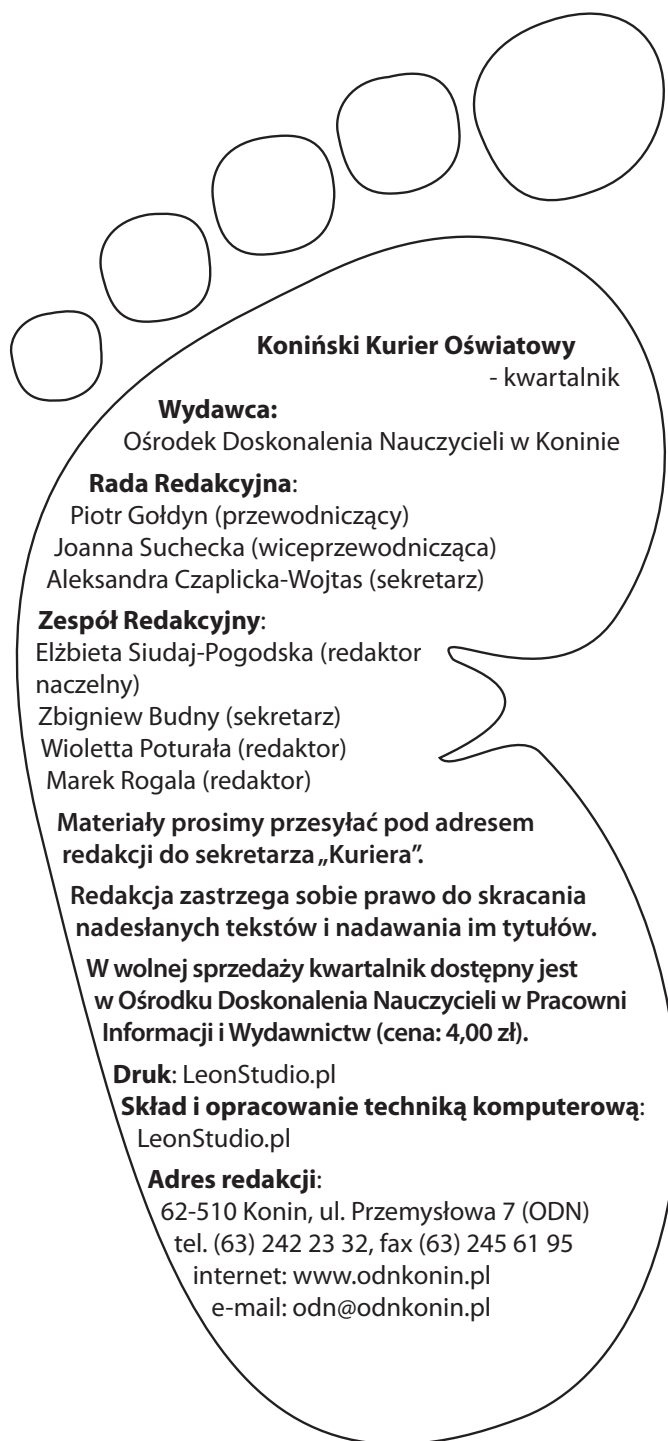 Koniński Kurier Oświatowy
- kwartalnik
Wydawca:
Ośrodek Doskonalenia Nauczycieli w Koninie
Rada Redakcyjna:
Piotr Gołdyn (przewodniczący)
Joanna Suchecka (wiceprzewodnicząca)
Aleksandra Czaplicka-Wojtas (sekretarz)
Zespół Redakcyjny:
Elżbieta Siudaj-Pogodska (redaktor
naczelny)
Zbigniew Budny (sekretarz)
Wioletta Poturała (redaktor)
Marek Rogala (redaktor)
Materiały prosimy przesyłać pod adresem
redakcji do sekretarza „Kuriera”.
Redakcja zastrzega sobie prawo do skracania
nadesłanych tekstów i nadawania im tytułów.
W wolnej sprzedaży kwartalnik dostępny jest
w Ośrodku Doskonalenia Nauczycieli w Pracowni
Informacji i Wydawnictw (cena: 4,00 zł).
Druk: LeonStudio.pl
Skład i opracowanie techniką komputerową:
LeonStudio.pl
Adres redakcji:
62-510 Konin, ul. Przemysłowa 7 (ODN)
tel. (63) 242 23 32, fax (63) 245 61 95
internet: www.odnkonin.pl
e-mail: odn@odnkonin.pl